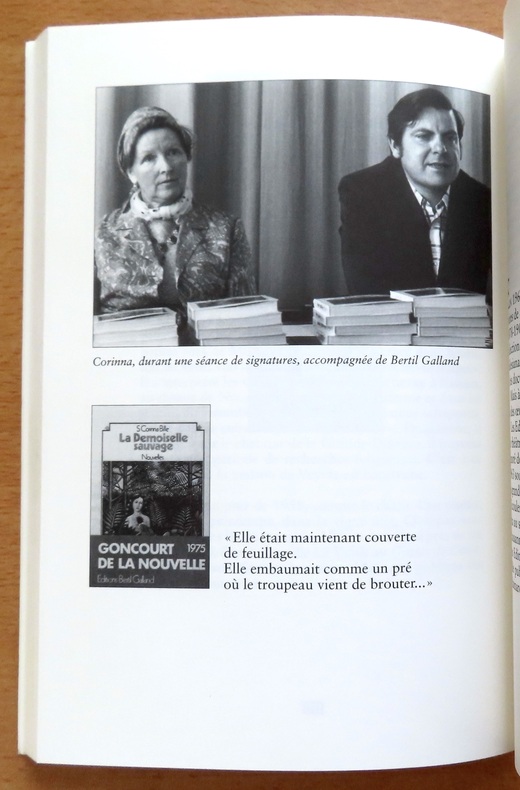 Corinna, durant une séance de signatures, accompagnée de Bertil Galland
S. Corinna Bille
La Demoiselle
sauvage
Nouvelles
GONCOURT 1975
DE LA NOUVELLE
Editions Bertil Galland
« Elle était maintenant couverte
de feuillage.
Elle embaumait comme un pré
où le troupeau vient de brouter... »